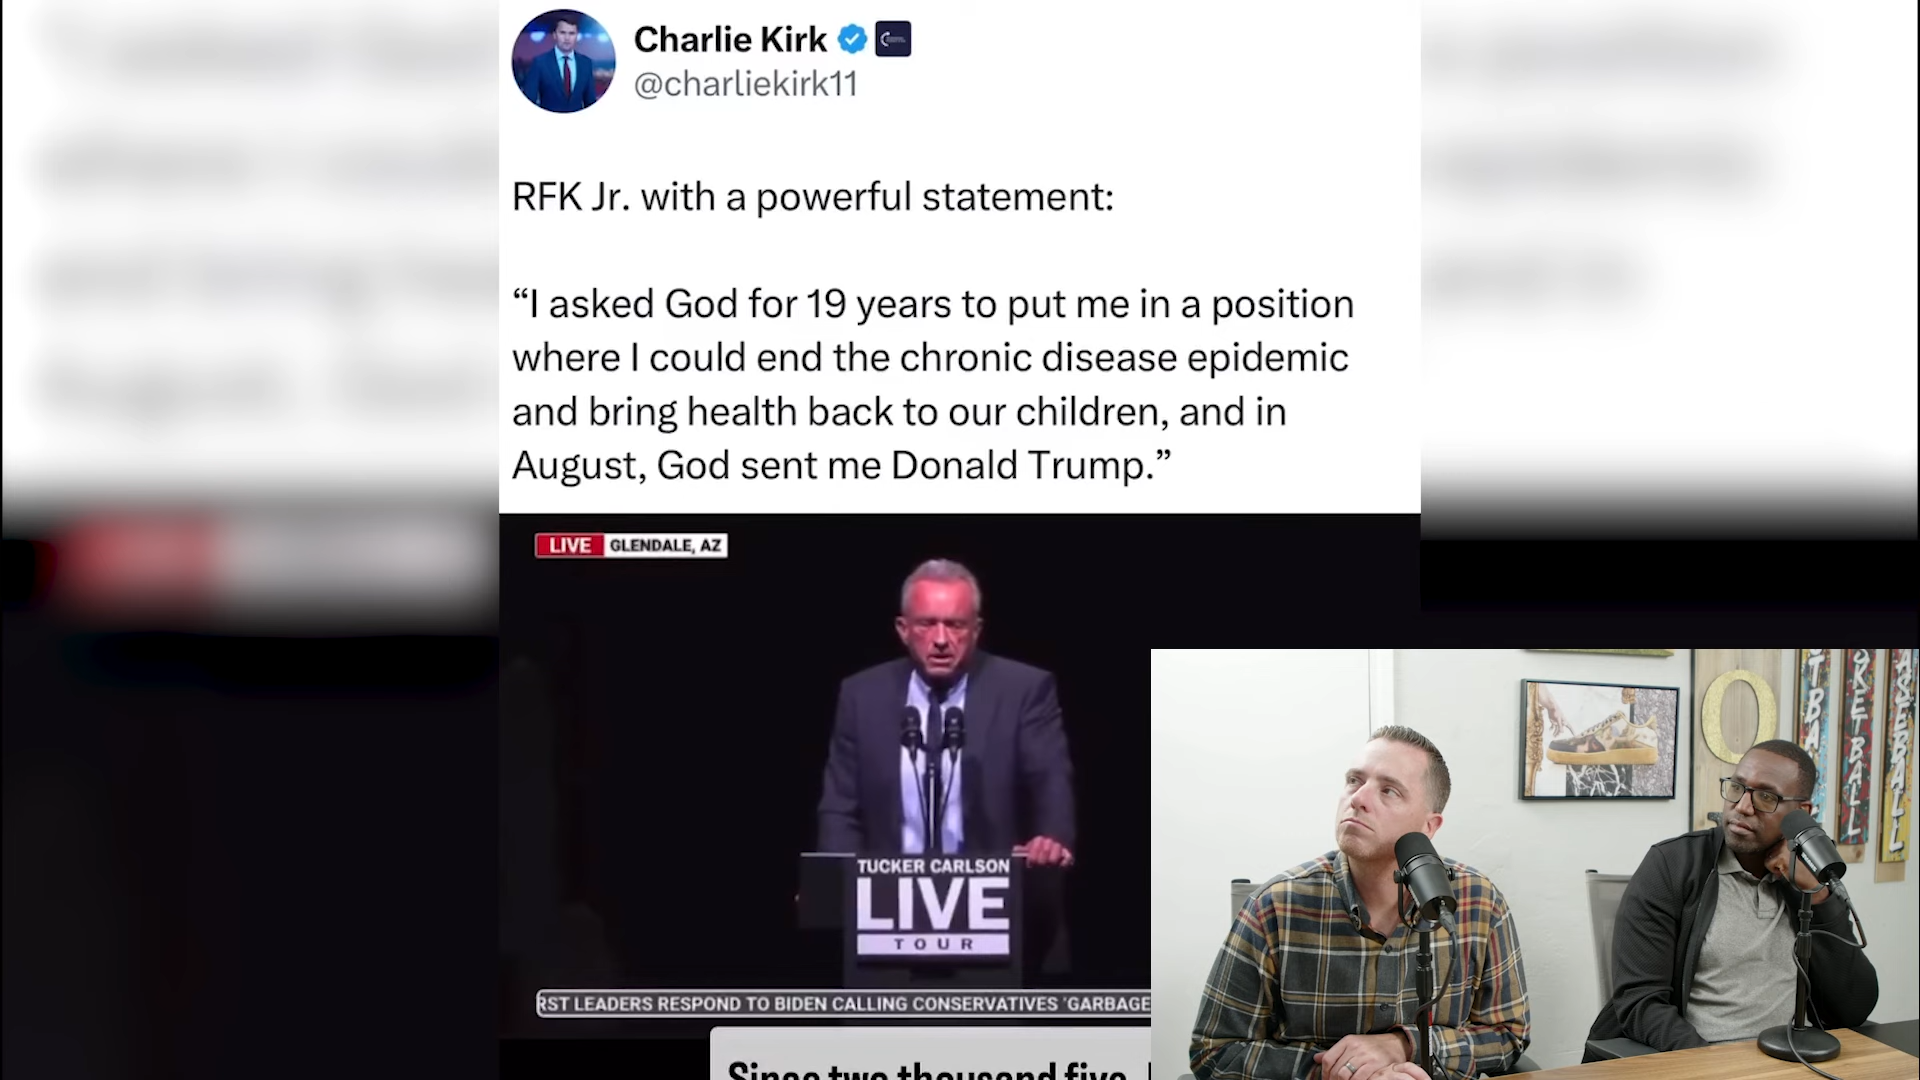 Charlie Kirk
@charliekirk11
RFK Jr. with a powerful statement:
“I asked God for 19 years to put me in a position
where I could end the chronic disease epidemic
and bring health back to our children, and in
August, God sent me Donald Trump.”
LIVE GLENDALE, AZ
TUCKER CARLSON
LIVE
TOUR
RST LEADERS RESPOND TO BIDEN CALLING CONSERVATIVES 'GARBAGE
Since two thousand five,
O
TBALL
KETBALL
ASEBALL